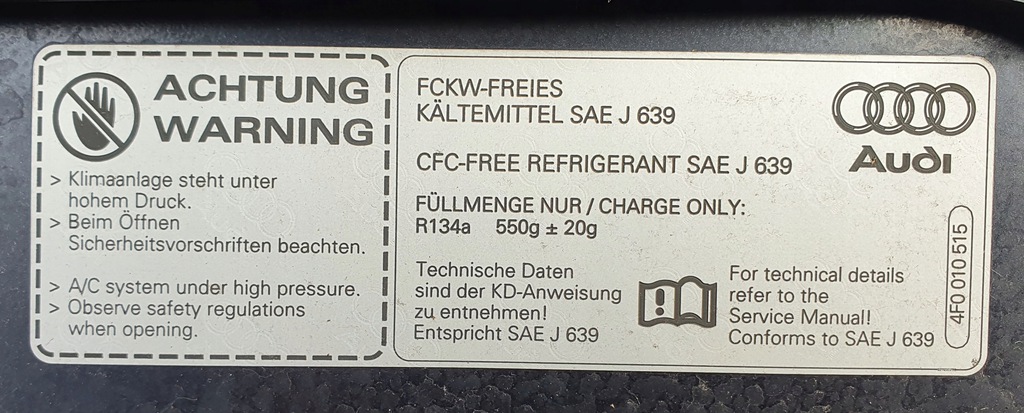 ACHTUNG
WARNING
> Klimaanlage steht unter
hohem Druck.
> Beim Öffnen
Sicherheitsvorschriften beachten.
> A/C system under high pressure.
> Observe safety regulations
when opening.
FCKW-FREIES
KÄLTEMITTEL SAE J 639
CFC-FREE REFRIGERANT SAE J 639
FÜLLMENGE NUR / CHARGE ONLY:
R134a 550g ± 20g
Technische Daten
sind der KD-Anweisung
zu entnehmen!
Entspricht SAE J 639
For technical details
refer to the
Service Manual!
Conforms to SAE J 639
Audi
4F0 010 515